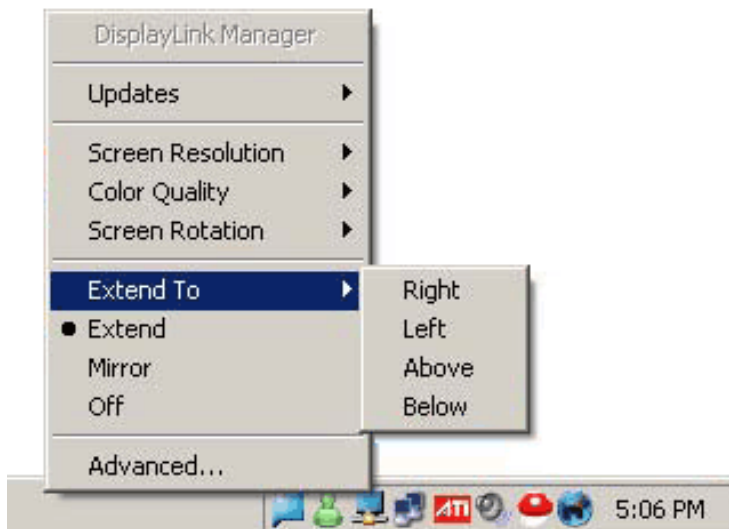 DisplayLink Manager
Updates
Screen Resolution
Color Quality
Screen Rotation
Extend To
Right
Extend
Left
Mirror
Above
Off
Below
Advanced...
ATI
5:06 PM